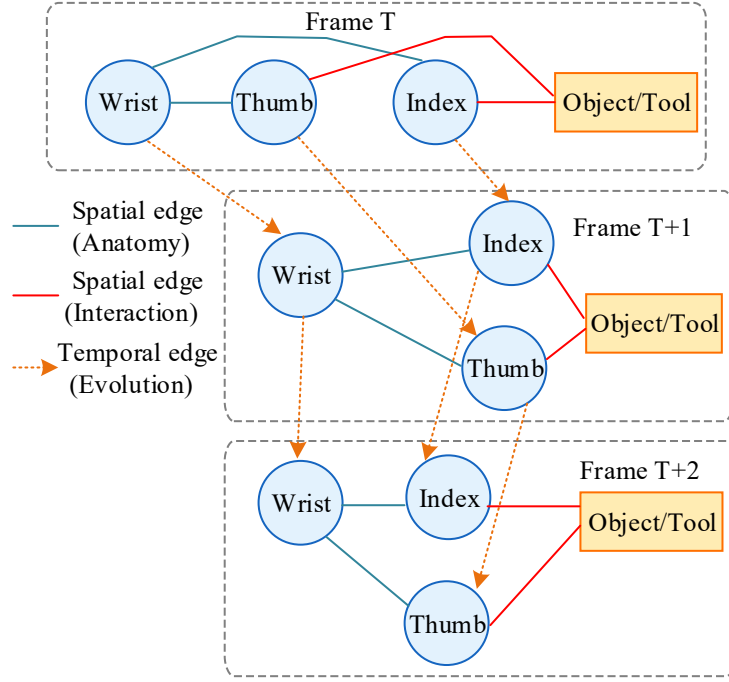 Frame T
Wrist
Thumb
Index
Object/Tool
Spatial edge
(Anatomy)
Spatial edge
(Interaction)
Temporal edge
(Evolution)
Frame T+1
Index
Wrist
Object/Tool
Thumb
Frame T+2
Wrist
Index
Object/Tool
Thumb